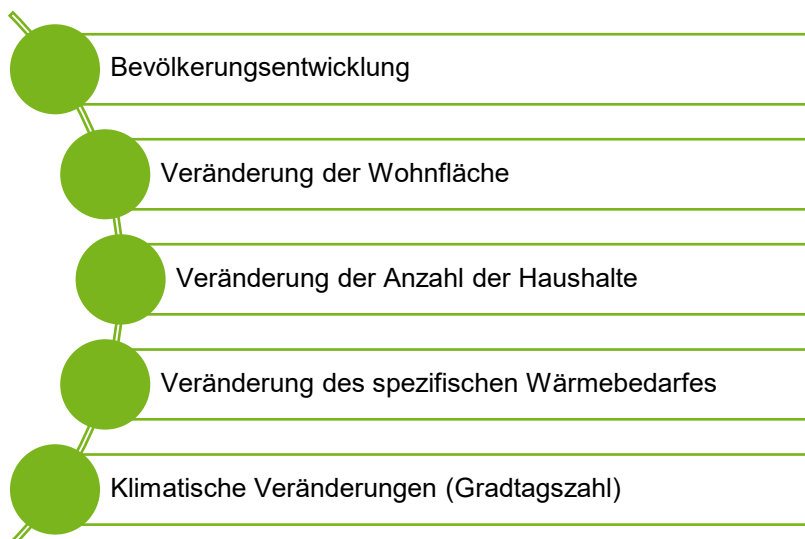 Bevölkerungsentwicklung
Veränderung der Wohnfläche
Veränderung der Anzahl der Haushalte
Veränderung des spezifischen Wärmebedarfes
Klimatische Veränderungen (Gradtagszahl)